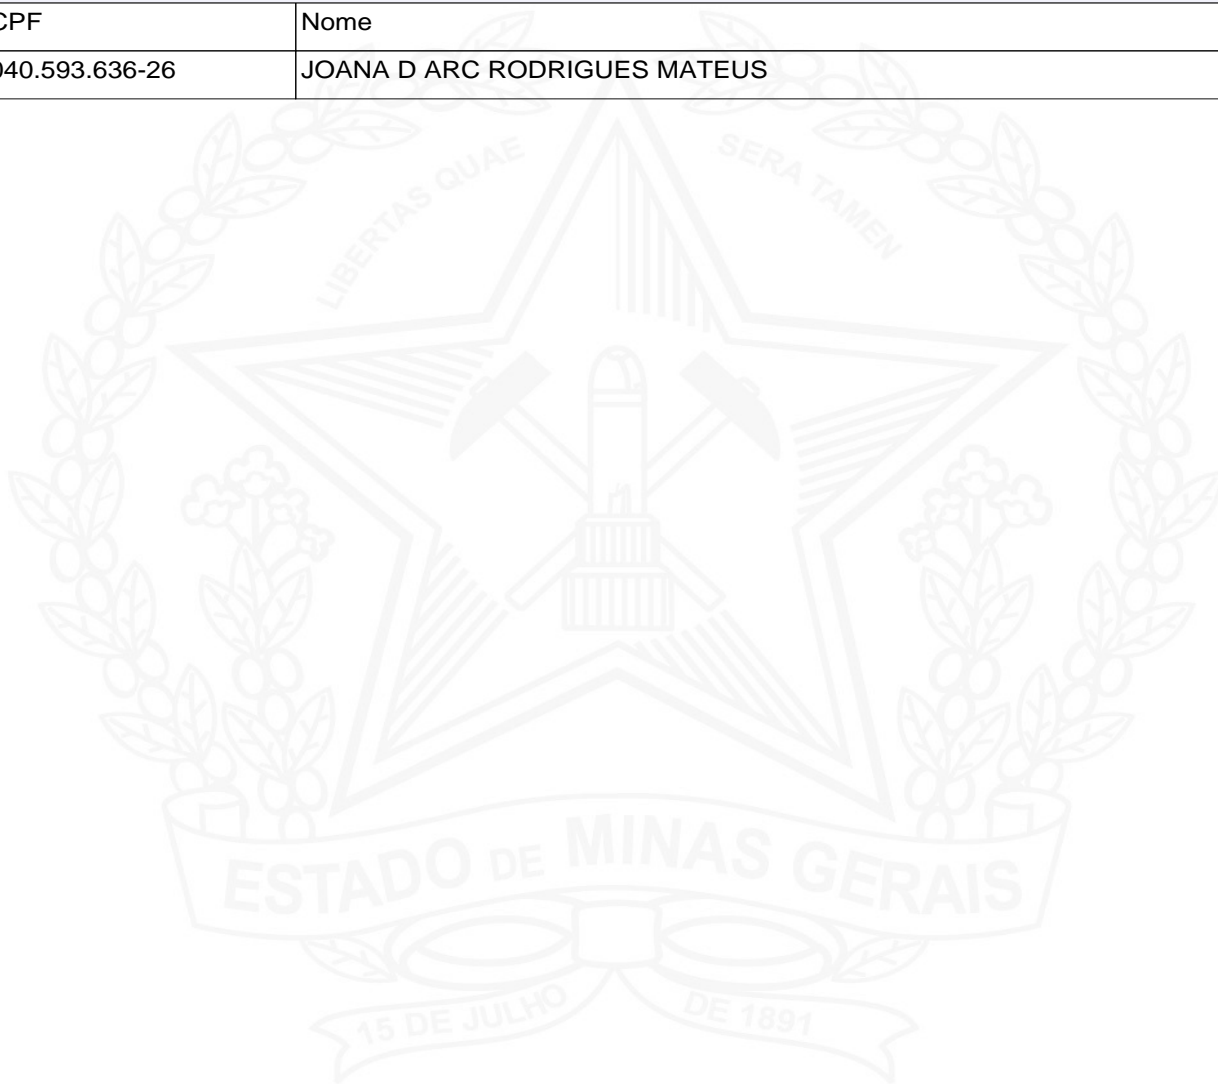 CPF Nome
040.593.636-26 JOANA D ARC RODRIGUES MATEUS
LIBERTAS QUAE SERA TAMEN
ESTADO DE MINAS GERAIS
15 DE JULHO DE 1891